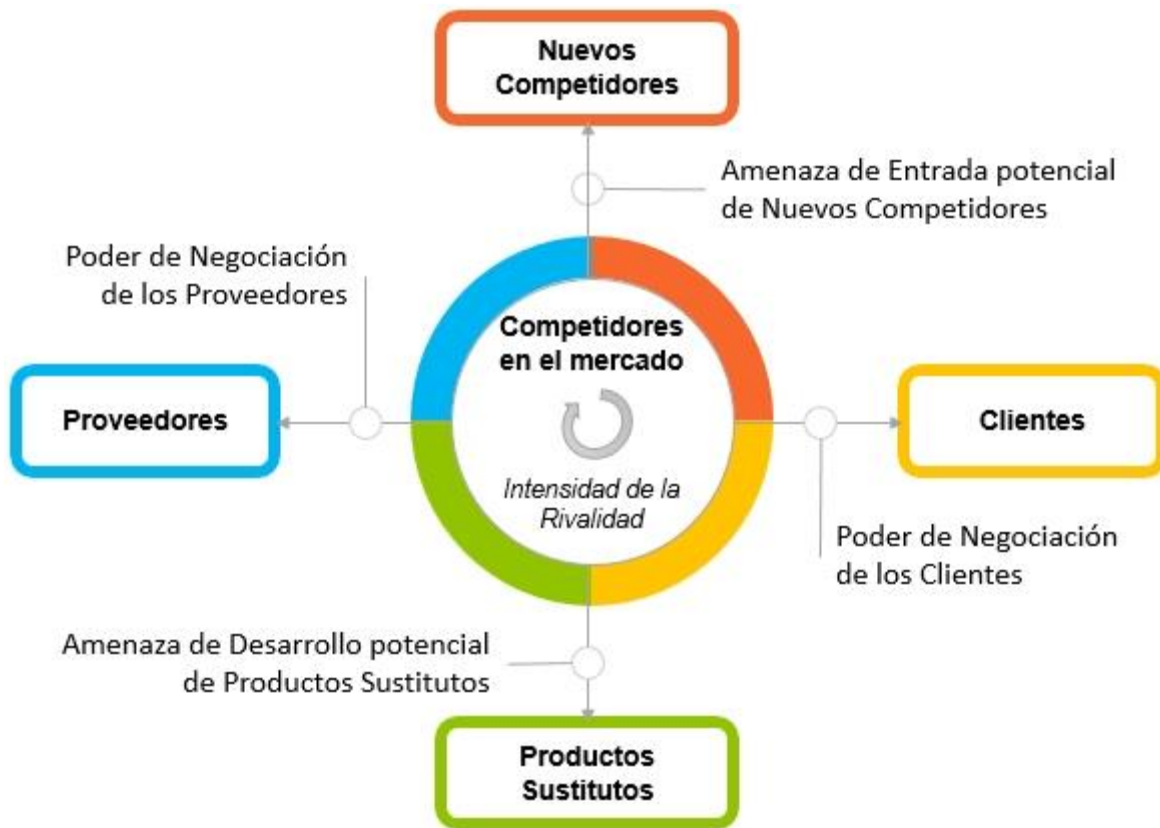 Nuevos
Competidores
Amenaza de Entrada potencial
de Nuevos Competidores
Poder de Negociación
de los Proveedores
Competidores
en el mercado
Proveedores
Clientes
Intensidad de la
Rivalidad
Poder de Negociación
de los Clientes
Amenaza de Desarrollo potencial
de Productos Sustitutos
Productos
Sustitutos